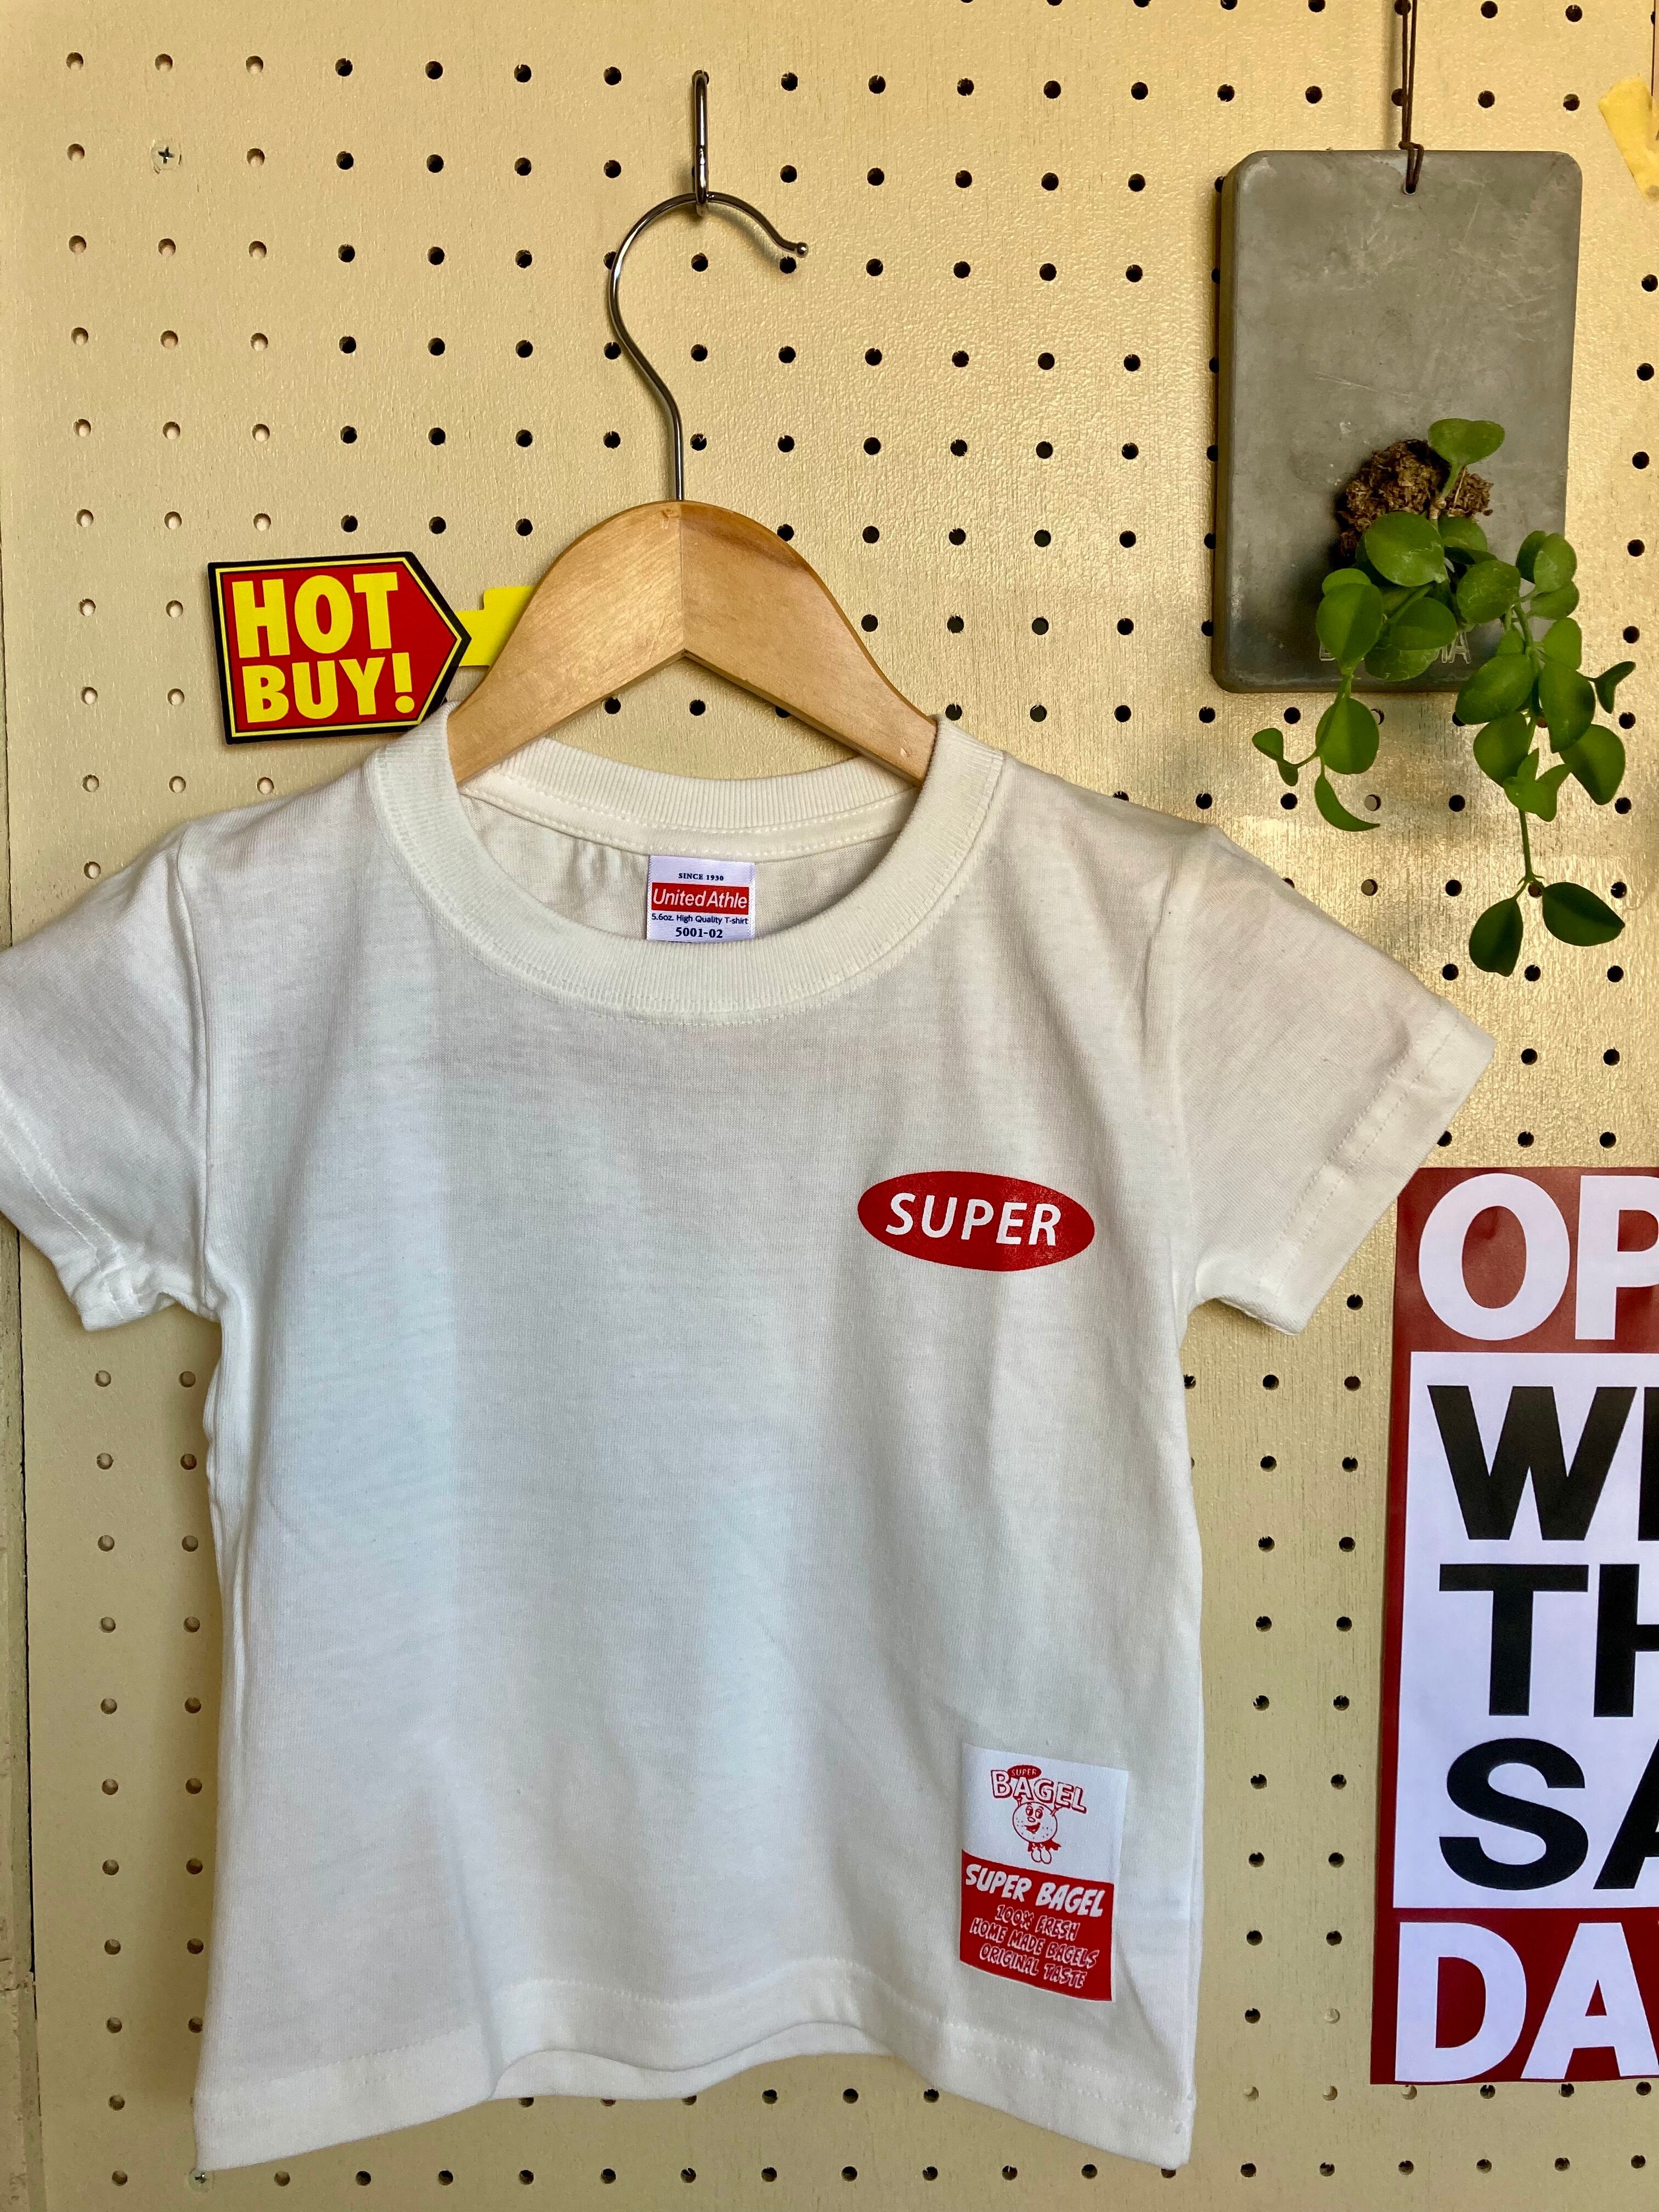 HOT
BUY!
SINCE 1930
United Athle
5.6oz. High Quality T-shirt
5001-02
SUPER
SUPER
BAGEL
SUPER BAGEL
100% FRESH
HOME MADE BAGELS
ORIGINAL TASTE
OP
TH
SA
DA